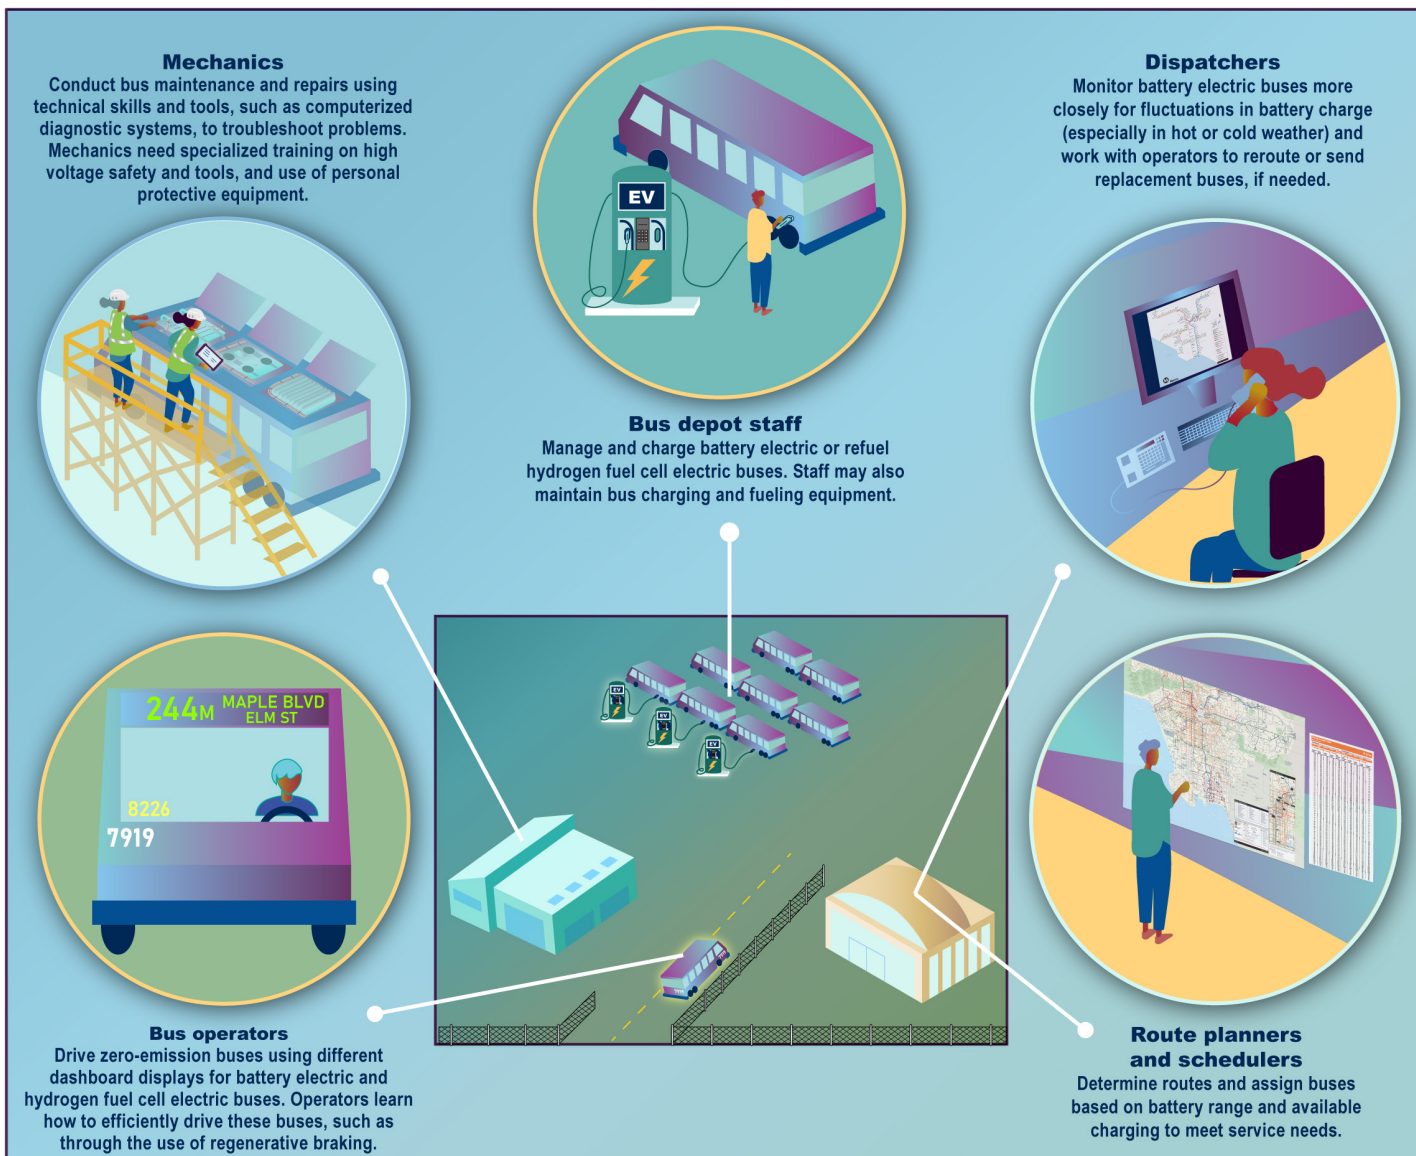 Mechanics
Conduct bus maintenance and repairs using
technical skills and tools, such as computerized
diagnostic systems, to troubleshoot problems.
Mechanics need specialized training on high
voltage safety and tools, and use of personal
protective equipment.
EV
Bus depot staff
Manage and charge battery electric or refuel
hydrogen fuel cell electric buses. Staff may also
maintain bus charging and fueling equipment.
Dispatchers
Monitor battery electric buses more
closely for fluctuations in battery charge
(especially in hot or cold weather) and
work with operators to reroute or send
replacement buses, if needed.
244M MAPLE BLVD
ELM ST
8226
7919
Bus operators
Drive zero-emission buses using different
dashboard displays for battery electric and
hydrogen fuel cell electric buses. Operators learn
how to efficiently drive these buses, such as
through the use of regenerative braking.
EV
EV
EV
Route planners
and schedulers
Determine routes and assign buses
based on battery range and available
charging to meet service needs.